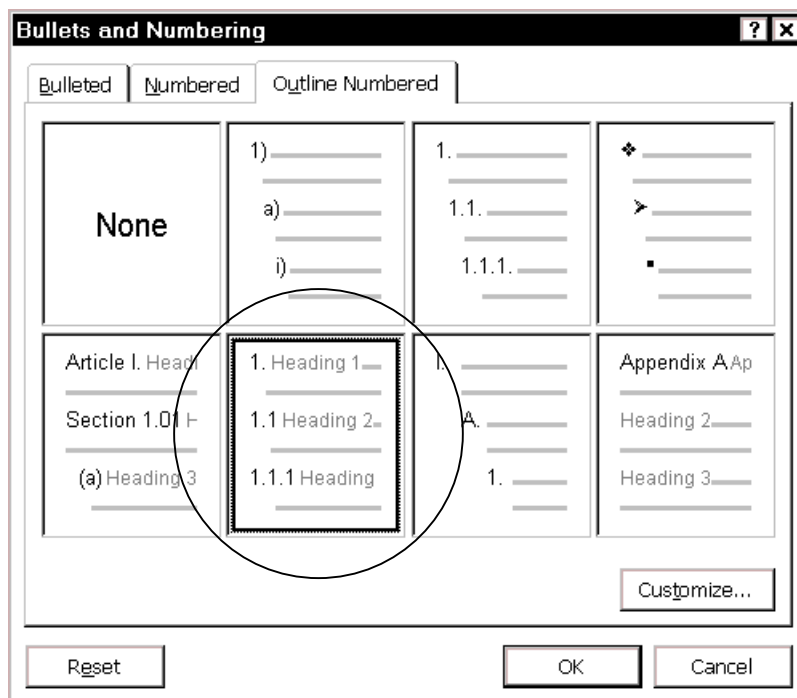 Bullets and Numbering
Bulleted Numbered Outline Numbered
None
1)
a)
i)
1.
1.1.
1.1.1.
Article I. Headi
Section 1.01 H
(a) Heading 3
1. Heading 1
1.1 Heading 2
1.1.1 Heading
I.
A.
1.
Appendix A Ap
Heading 2
Heading 3
Customize...
Reset OK Cancel